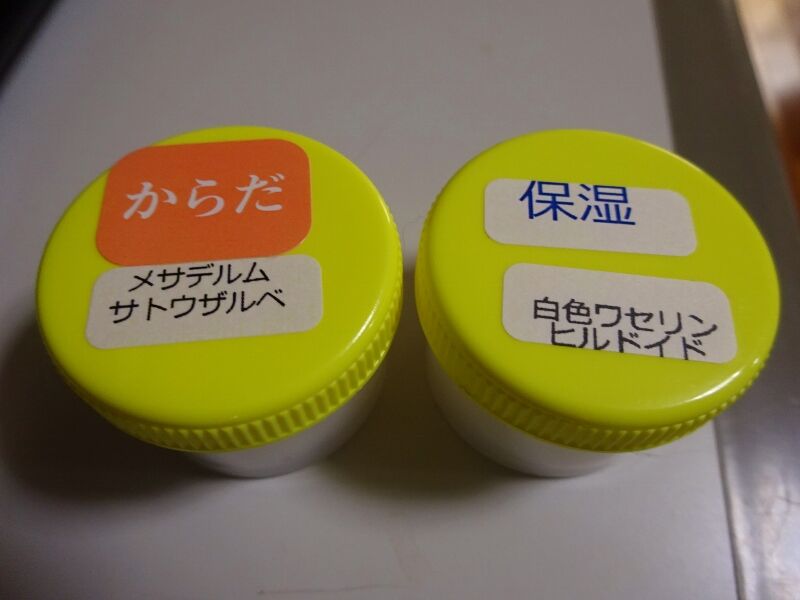 からだ
メサデルム
サトウザルベ
保湿
白色ワセリン
ヒルドイド